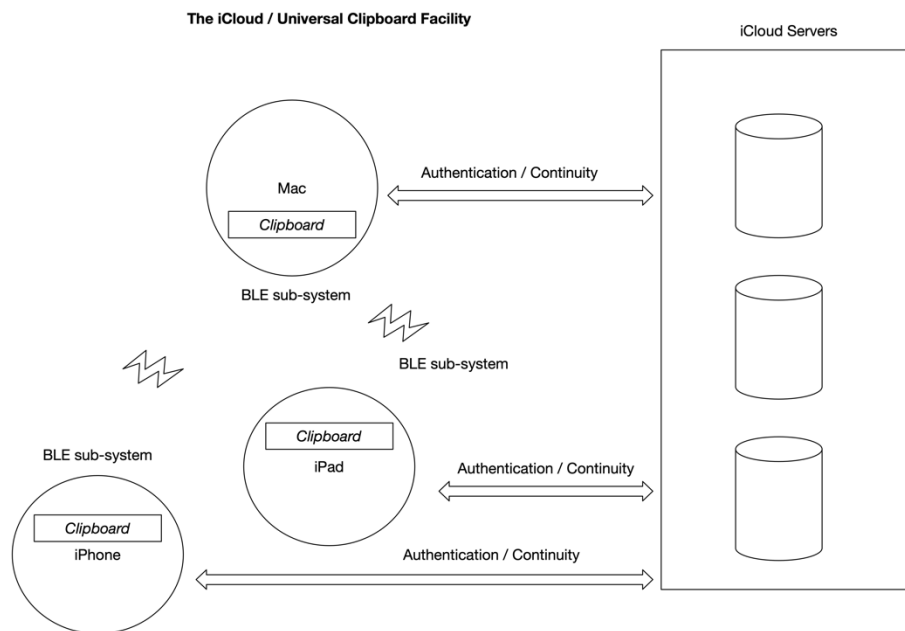 The iCloud / Universal Clipboard Facility
iCloud Servers
Authentication / Continuity
Mac
Clipboard
BLE sub-system
BLE sub-system
Clipboard
iPad
BLE sub-system
Authentication / Continuity
Clipboard
iPhone
Authentication / Continuity